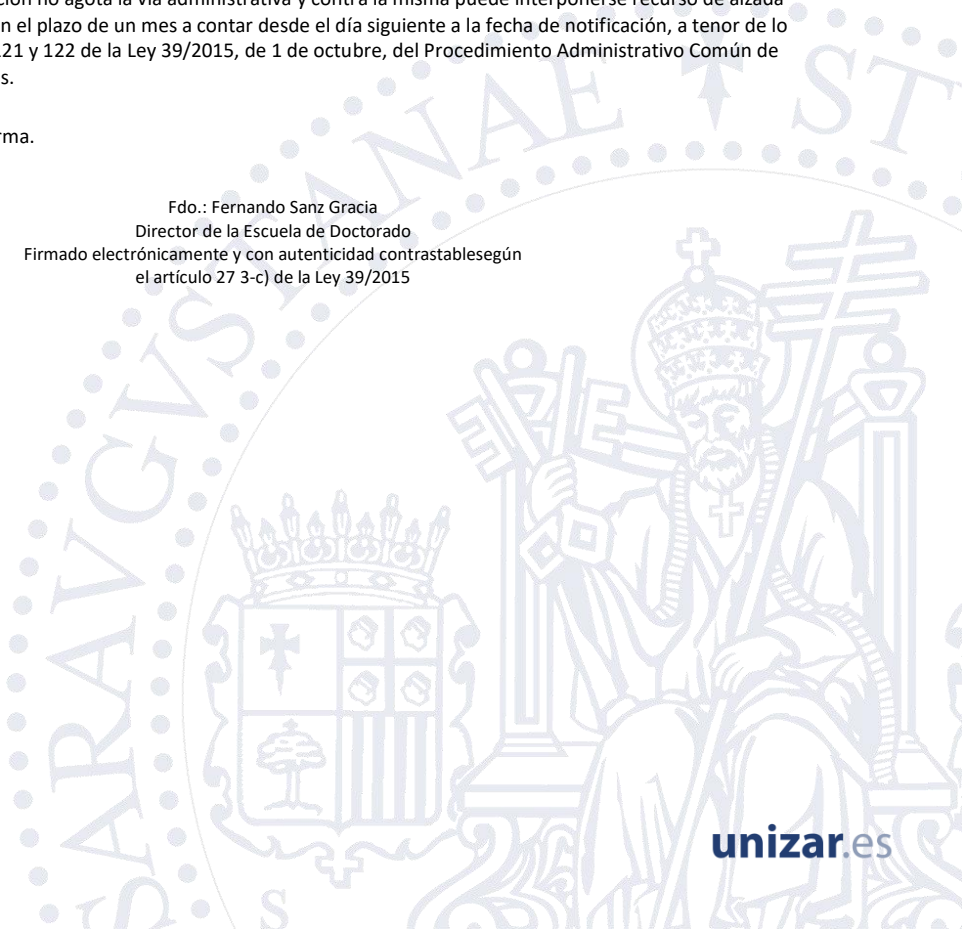 ción no agota la vía administrativa y contra la misma puede interponerse recurso de alzada
n el plazo de un mes a contar desde el día siguiente a la fecha de notificación, a tenor de lo
21 y 122 de la Ley 39/2015, de 1 de octubre, del Procedimiento Administrativo Común de
s.
rma.
Fdo.: Fernando Sanz Gracia
Director de la Escuela de Doctorado
Firmado electrónicamente y con autenticidad contrastablesegún
el artículo 27 3-c) de la Ley 39/2015
SARAVGVSTANAE ST
S
unizar.es